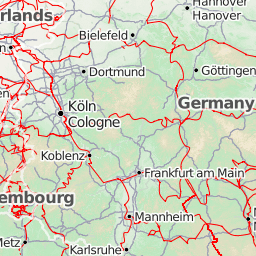 Hannover
Hanover
rlands
Bielefeld
Dortmund
Göttingen
Germany
Köln
Cologne
Koblenz
Frankfurt am Main
embourg
Mannheim
Metz
Karlsruhe